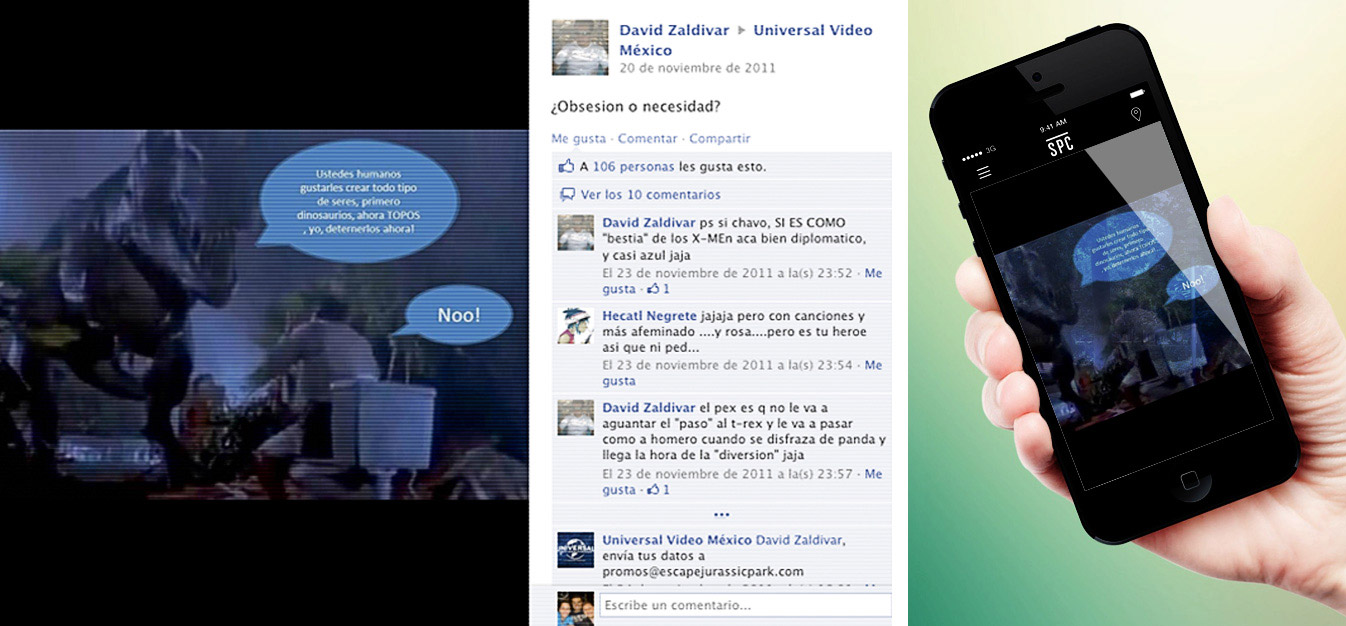 Ustedes humanos
gustarles crear todo tipo
de seres, primero
dinosaurios, ahora TOPOS
, yo, deternerlos ahora!
Noo!
David Zaldivar ▶ Universal Video
México
20 de noviembre de 2011
¿Obsesion o necesidad?
Me gusta · Comentar · Compartir
A 106 personas les gusta esto.
Ver los 10 comentarios
David Zaldivar ps si chavo, SI ES COMO
"bestia" de los X-MEn aca bien diplomatico,
y casi azul jaja
El 23 de noviembre de 2011 a la(s) 23:52 · Me
gusta · 1
Hecatl Negrete jajaja pero con canciones y
más afeminado ....y rosa....pero es tu heroe
asi que ni ped...
El 23 de noviembre de 2011 a la(s) 23:54 · Me
gusta
David Zaldivar el pex es q no le va a
aguantar el "paso" al t-rex y le va a pasar
como a homero cuando se disfraza de panda y
llega la hora de la "diversion" jaja
El 23 de noviembre de 2011 a la(s) 23:57 · Me
gusta · 1
•••
Universal Video México David Zaldivar,
envía tus datos a
promos@escapejurassicpark.com
Escribe un comentario...
UNIVERSAL
3G
9:41 AM
SPC
Ustedes humanos
gustarles crear todo tipo
de seres, primero
dinosaurios, ahora TOPOS
, yo, deternerlos ahora!
Noo!